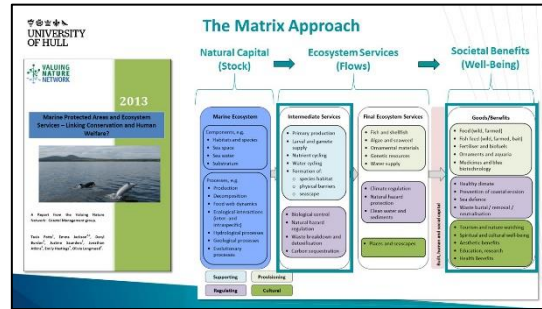 UNIVERSITY
OF HULL
VALUING
NATURE
NETWORK
2013
Marine Protected Areas and Ecosystem
Services – Linking Conservation and Human
Welfare?
The Matrix Approach
Natural Capital
(Stock)
Ecosystem Services
(Flows)
Societal Benefits
(Well-Being)
Marine Ecosystem
Components, e.g.
Habitats and species
Sea space
Sea water
Substratum
Processes, e.g.
Production
Decomposition
Food web dynamics
Ecological interactions
(inter- and
intraspecific)
Hydrological processes
Geological processes
Evolutionary
processes
Intermediate Services
Primary production
Larval and gamete
supply
Nutrient cycling
Water cycling
Formation of:
species habitat
physical barriers
seascape
Biological control
Natural hazard
regulation
Waste breakdown and
detoxification
Carbon sequestration
Final Ecosystem Services
Fish and shellfish
Algae and seaweed
Ornamental materials
Genetic resources
Water supply
Climate regulation
Natural hazard
protection
Clean water and
sediments
Places and seascapes
Built, human and social capital
Goods/Benefits
Food (wild, farmed)
Fish feed (wild, farmed, bait)
Fertiliser and biofuels
Ornaments and aquaria
Medicines and blue
biotechnology
Healthy climate
Prevention of coastal erosion
Sea defence
Waste burial / removal /
neutralisation
Tourism and nature watching
Spiritual and cultural well-being
Aesthetic benefits
Education, research
Health Benefits
Supporting
Provisioning
Regulating
Cultural